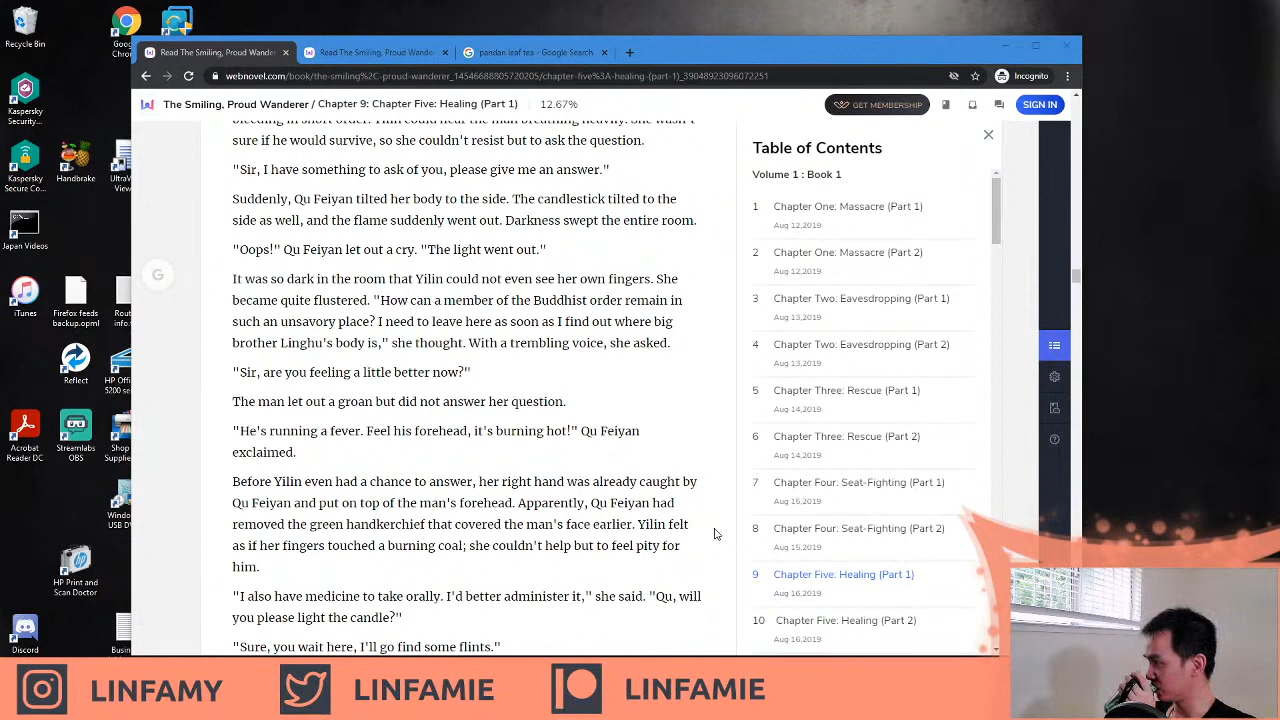 Recycle Bin
Google
Chrom
Kaspersky
Security...
Kaspersky
Secure Co...
Handbrake
UltraV
Vide
Japan Videos
iTunes
Firefox feeds
backup.opml
Route
info..
Reflect
HP Offic
5200 se
Acrobat
Reader DC
Streamlabs
OBS
Shop
Supplie
Window
USB DV
HP Print and
Scan Doctor
Discord
Busin
Read The Smiling, Proud Wande
Read The Smiling, Proud Wande
pandan leaf tea - Google Search
webnovel.com/book/the-smiling%2C-proud-wanderer_14546688805720205/chapter-five%3A-healing-(part-1)_39048923096072251
Incognito
The Smiling, Proud Wanderer / Chapter 9: Chapter Five: Healing (Part 1)
12.67%
GET MEMBERSHIP
SIGN IN
sure if he would survive, so she couldn't resist but to ask the question.
"Sir, I have something to ask of you, please give me an answer."
Suddenly, Qu Feiyan tilted her body to the side. The candlestick tilted to the
side as well, and the flame suddenly went out. Darkness swept the entire room.
"Oops!" Qu Feiyan let out a cry. "The light went out."
It was so dark in the room that Yilin could not even see her own fingers. She
became quite flustered. "How can a member of the Buddhist order remain in
such an unsavory place? I need to leave here as soon as I find out where big
brother Linghu's body is," she thought. With a trembling voice, she asked.
"Sir, are you feeling a little better now?"
The man let out a groan but did not answer her question.
"He's running a fever. Feel his forehead, it's burning hot!" Qu Feiyan
exclaimed.
Before Yilin even had a chance to answer, her right hand was already caught by
Qu Feiyan and put on top of the man's forehead. Apparently, Qu Feiyan had
removed the green handkerchief that covered the man's face earlier. Yilin felt
as if her fingers touched a burning coal; she couldn't help but to feel pity for
him.
"I also have medicine to take orally. I'd better administer it," she said. "Qu, will
you please light the candle?"
"Sure, you wait here, I'll go find some flints."
Table of Contents
Volume 1 : Book 1
1 Chapter One: Massacre (Part 1)
Aug 12,2019
2 Chapter One: Massacre (Part 2)
Aug 12,2019
3 Chapter Two: Eavesdropping (Part 1)
Aug 13,2019
4 Chapter Two: Eavesdropping (Part 2)
Aug 13,2019
5 Chapter Three: Rescue (Part 1)
Aug 14,2019
6 Chapter Three: Rescue (Part 2)
Aug 14,2019
7 Chapter Four: Seat-Fighting (Part 1)
Aug 15,2019
8 Chapter Four: Seat-Fighting (Part 2)
Aug 15,2019
9 Chapter Five: Healing (Part 1)
Aug 16,2019
10 Chapter Five: Healing (Part 2)
Aug 16,2019
LINFAMY
LINFAMIE
LINFAMIE